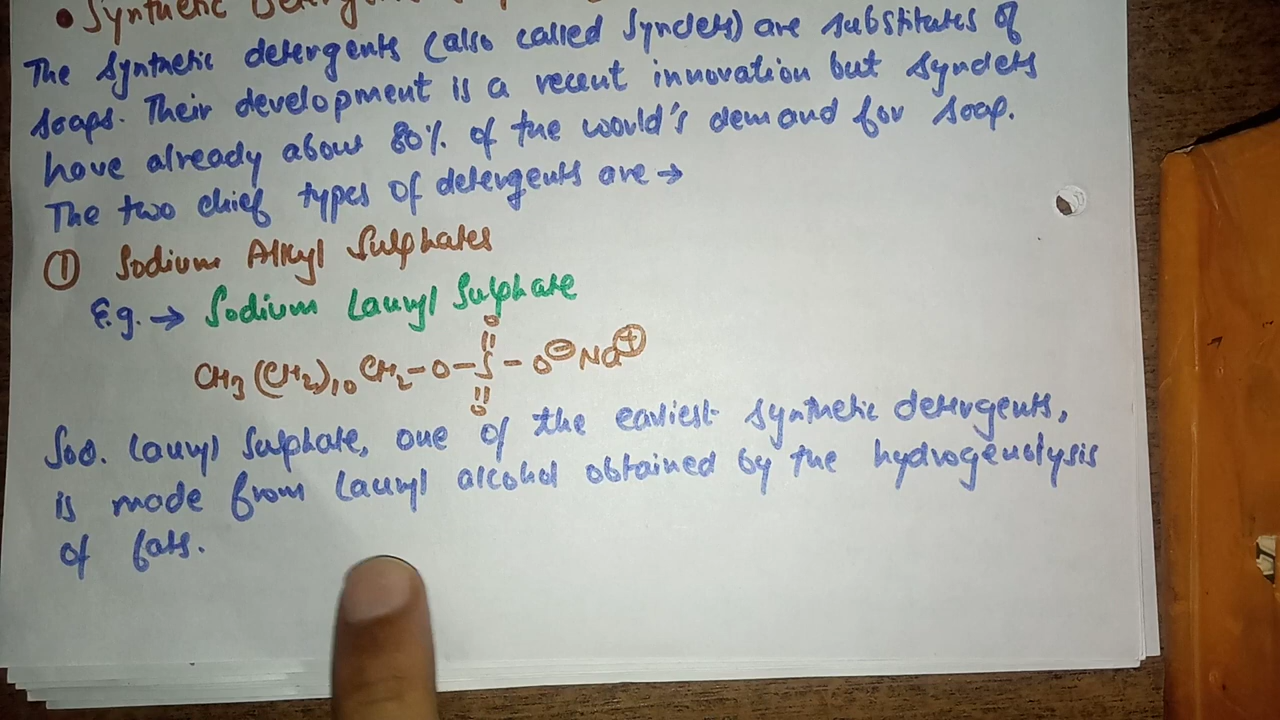 • Synthetic
The Synthetic detergents (also called Syndets) are substitutes of
soaps. Their development is a recent innovation but syndets
have already about 80% of the world's demand for soap.
The two chief types of detergents are →
① Sodium Alkyl Sulphates
E.g. → Sodium Lauryl Sulphate
O
||
CH3 (CH2)10 CH2-O-S-O⊖Na⊕
||
O
Sod. Lauryl Sulphate, one of the earliest synthetic detergents,
is made from Lauryl alcohol obtained by the hydrogenolysis
of fats.